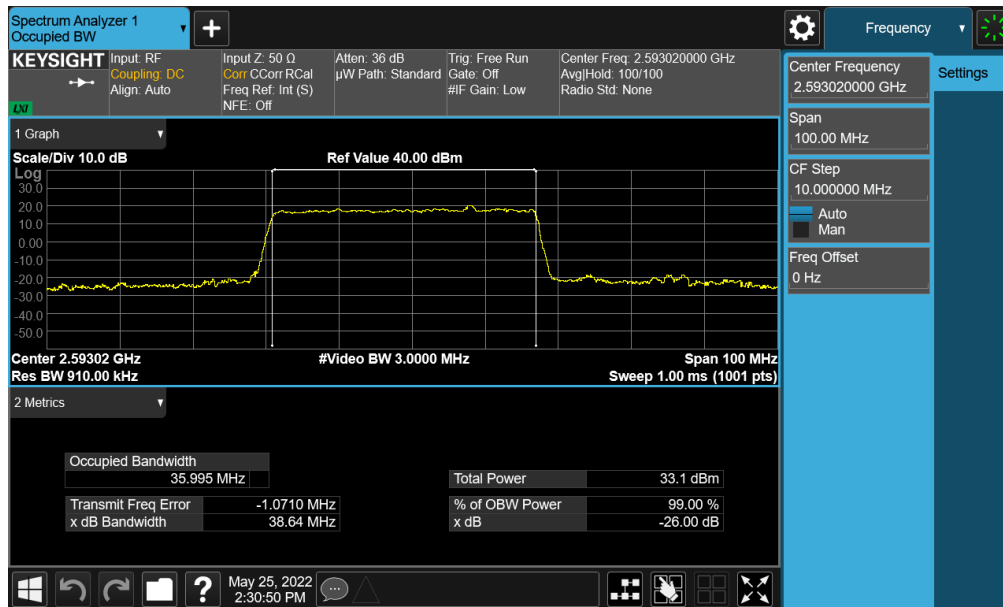 Spectrum Analyzer 1
Occupied BW
Frequency
KEYSIGHT
LXI
Input: RF
Coupling: DC
Align: Auto
Input Z: 50 Ω
Corr CCorr RCal
Freq Ref: Int (S)
NFE: Off
Atten: 36 dB
µW Path: Standard
Trig: Free Run
Gate: Off
#IF Gain: Low
Center Freq: 2.593020000 GHz
Avg|Hold: 100/100
Radio Std: None
Center Frequency
2.593020000 GHz
Settings
Span
100.00 MHz
CF Step
10.000000 MHz
Auto
Man
Freq Offset
0 Hz
1 Graph
Scale/Div 10.0 dB
Ref Value 40.00 dBm
Log
30.0
20.0
10.0
0.00
-10.0
-20.0
-30.0
-40.0
-50.0
Center 2.59302 GHz
#Video BW 3.0000 MHz
Span 100 MHz
Res BW 910.00 kHz
Sweep 1.00 ms (1001 pts)
2 Metrics
Occupied Bandwidth
35.995 MHz
Total Power 33.1 dBm
Transmit Freq Error -1.0710 MHz
% of OBW Power 99.00 %
x dB Bandwidth 38.64 MHz
x dB -26.00 dB
?
May 25, 2022
2:30:50 PM